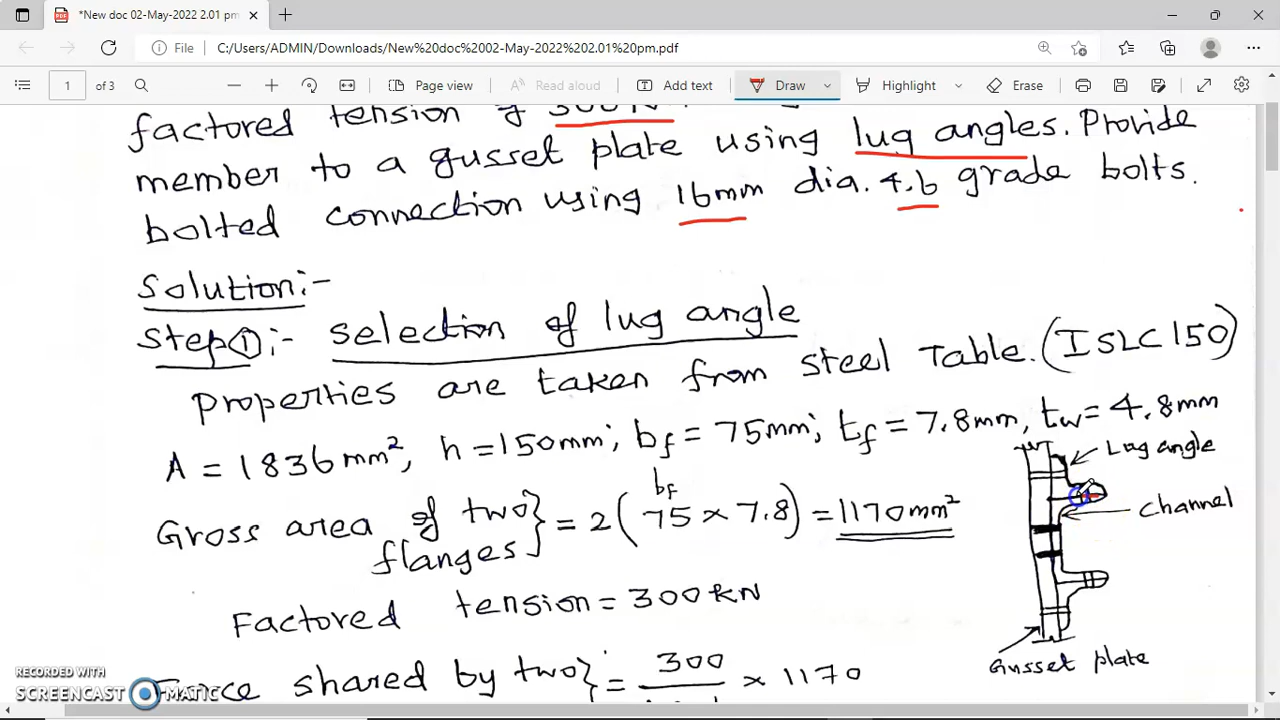 *New doc 02-May-2022 2.01 pm
File C:/Users/ADMIN/Downloads/New%20doc%2002-May-2022%202.01%20pm.pdf
1 of 3 Page view Read aloud Add text Draw Highlight Erase
factored tension of 300 KN
member to a gusset plate using lug angles. Provide
bolted connection using 16mm dia. 4.6 grade bolts.
Solution:-
Step①:- Selection of lug angle
Properties are taken from steel Table. (ISLC 150)
A = 1836 mm², h = 150mm; bf = 75mm; tf = 7.8mm, tw = 4.8mm
Lug angle
bf
Gross area of two flanges } = 2 ( 75 × 7.8 ) = 1170 mm²
Channel
Factored tension = 300 KN
Gusset plate
Force shared by two } = 300 × 1170
RECORDED WITH
SCREENCAST MATIC